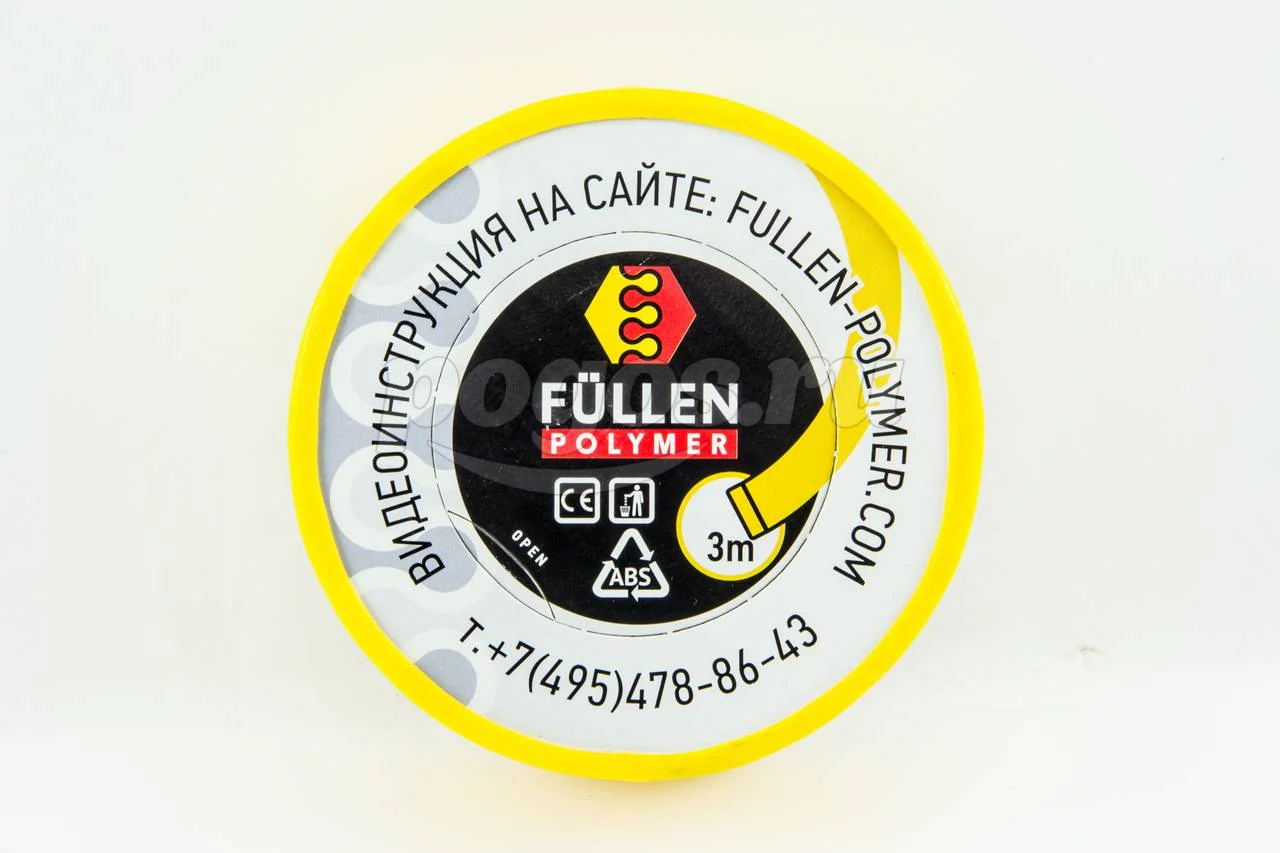 ВИДЕОИНСТРУКЦИЯ НА САЙТЕ: FULLEN-POLYMER.COM
FÜLLEN
POLYMER
CE
3m
OPEN
ABS
т.+7(495)478-86-43